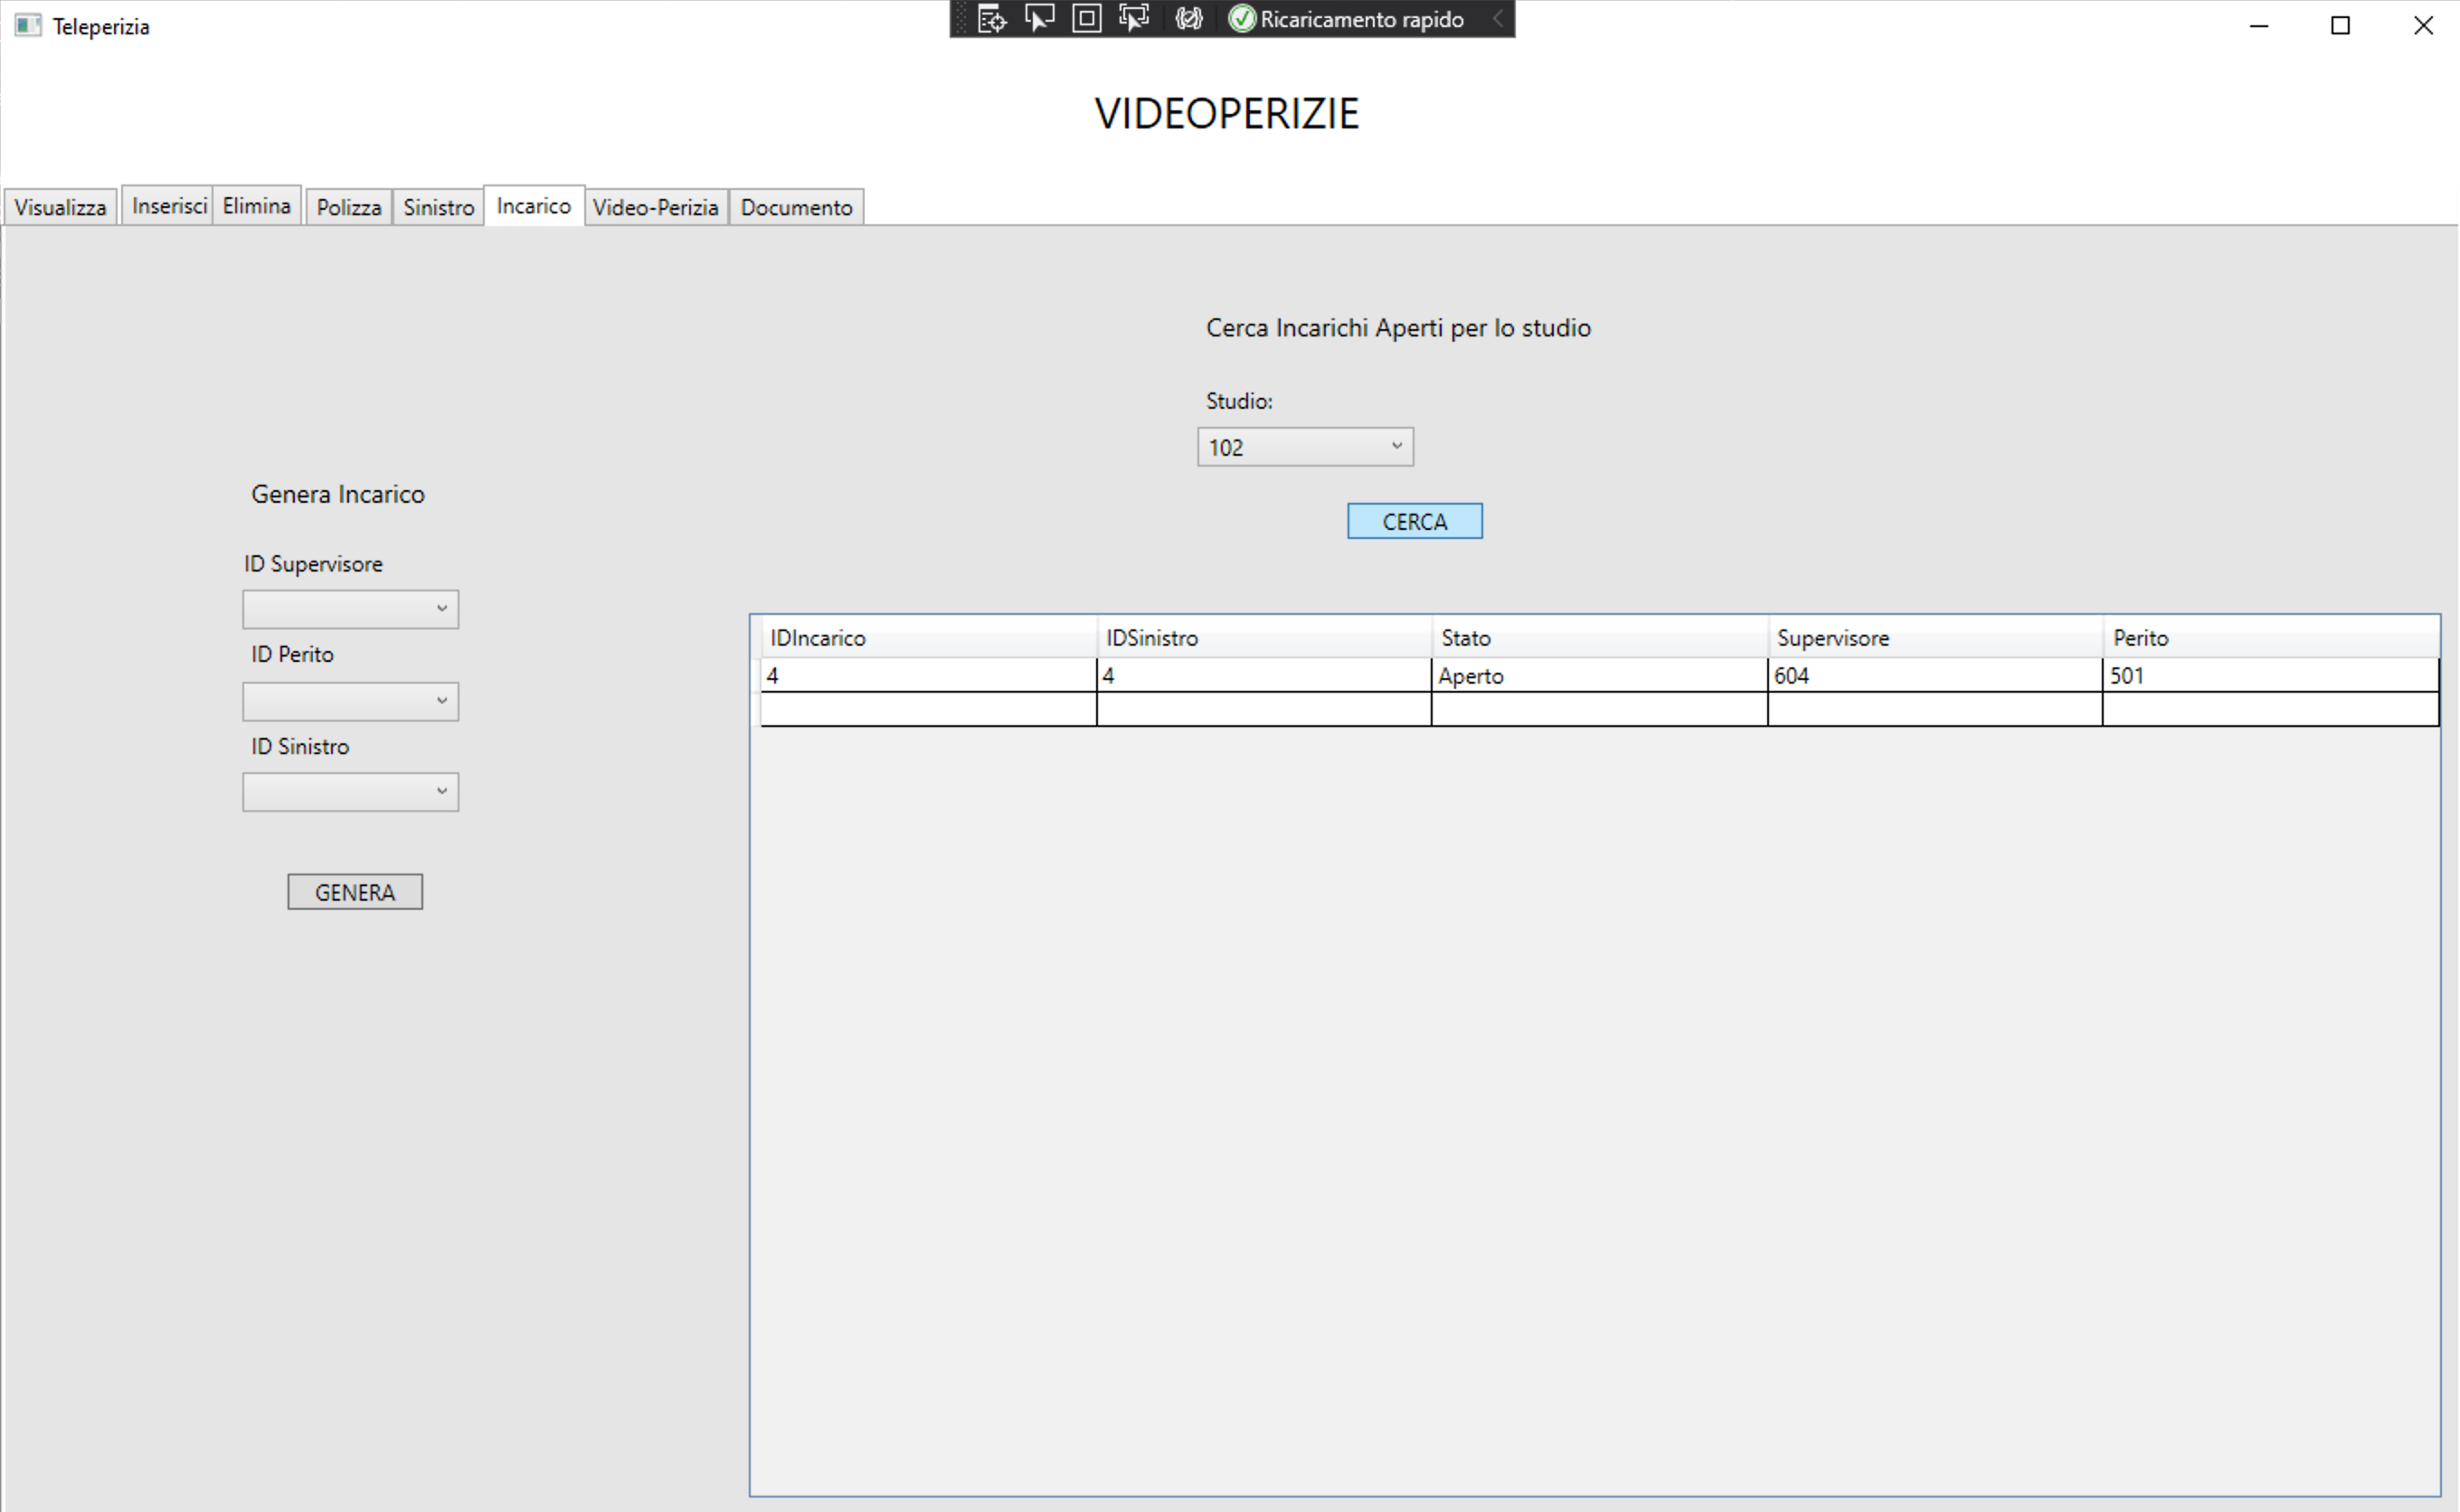 Teleperizia
Ricaricamento rapido
VIDEOPERIZIE
Visualizza Inserisci Elimina Polizza Sinistro Incarico Video-Perizia Documento
Cerca Incarichi Aperti per lo studio
Studio:
102
CERCA
Genera Incarico
ID Supervisore
ID Perito
ID Sinistro
GENERA
IDIncarico IDSinistro Stato Supervisore Perito
4 4 Aperto 604 501